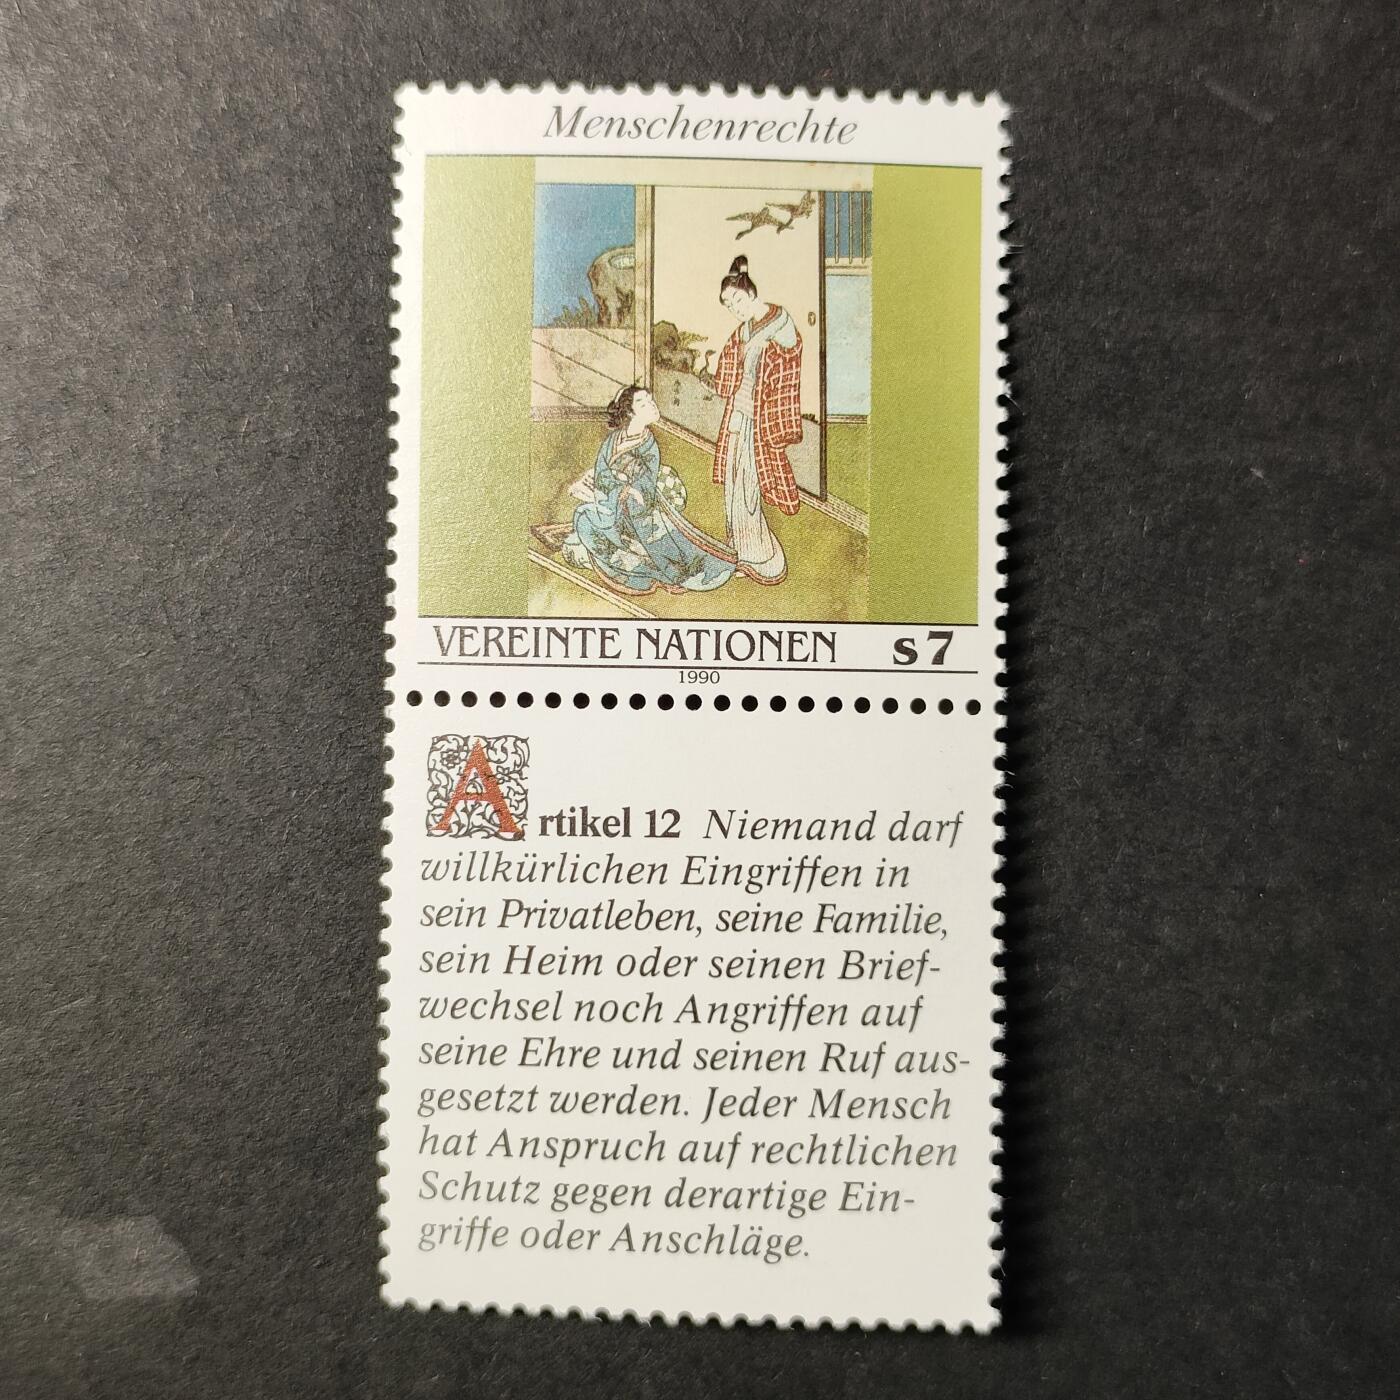 Menschenrechte
VEREINTE NATIONEN S7
1990
Artikel 12 Niemand darf
willkürlichen Eingriffen in
sein Privatleben, seine Familie,
sein Heim oder seinen Brief-
wechsel noch Angriffen auf
seine Ehre und seinen Ruf aus-
gesetzt werden. Jeder Mensch
hat Anspruch auf rechtlichen
Schutz gegen derartige Ein-
griffe oder Anschläge.